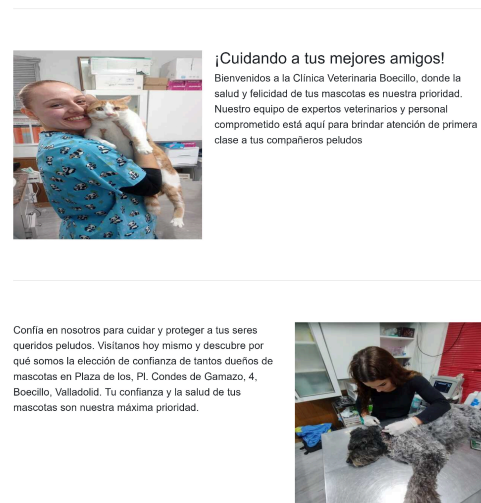 ¡Cuidando a tus mejores amigos!
Bienvenidos a la Clínica Veterinaria Boecillo, donde la
salud y felicidad de tus mascotas es nuestra prioridad.
Nuestro equipo de expertos veterinarios y personal
comprometido está aquí para brindar atención de primera
clase a tus compañeros peludos
Confía en nosotros para cuidar y proteger a tus seres
queridos peludos. Visítanos hoy mismo y descubre por
qué somos la elección de confianza de tantos dueños de
mascotas en Plaza de los, Pl. Condes de Gamazo, 4,
Boecillo, Valladolid. Tu confianza y la salud de tus
mascotas son nuestra máxima prioridad.